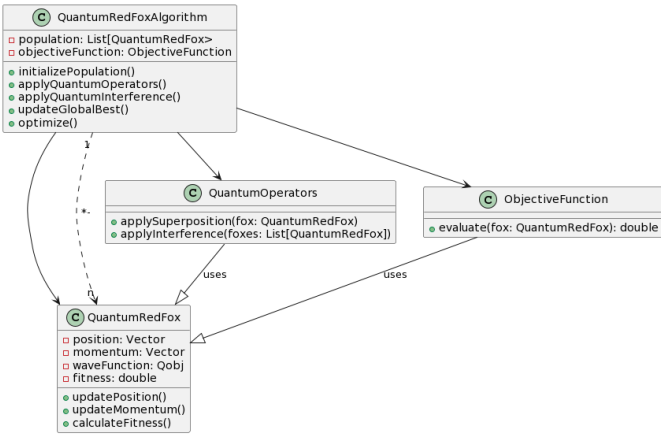 C QuantumRedFoxAlgorithm
population: List[QuantumRedFox>
objectiveFunction: ObjectiveFunction
initializePopulation()
applyQuantumOperators()
applyQuantumInterference()
updateGlobalBest()
optimize()
1
C QuantumOperators
applySuperposition(fox: QuantumRedFox)
applyInterference(foxes: List[QuantumRedFox])
C ObjectiveFunction
evaluate(fox: QuantumRedFox): double
*-
uses
uses
n
C QuantumRedFox
position: Vector
momentum: Vector
waveFunction: Qobj
fitness: double
updatePosition()
updateMomentum()
calculateFitness()